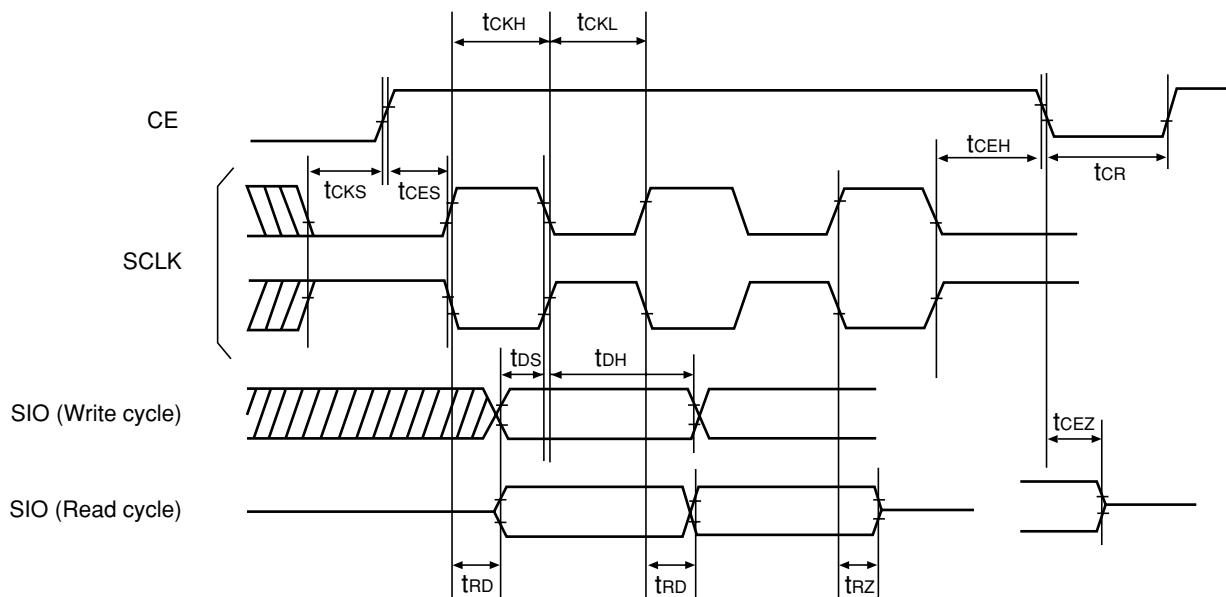 tCKH tCKL
CE
tCEH
tCKS tCES tCR
SCLK
tDS tDH
SIO (Write cycle)
tCEZ
SIO (Read cycle)
tRD tRD tRZ